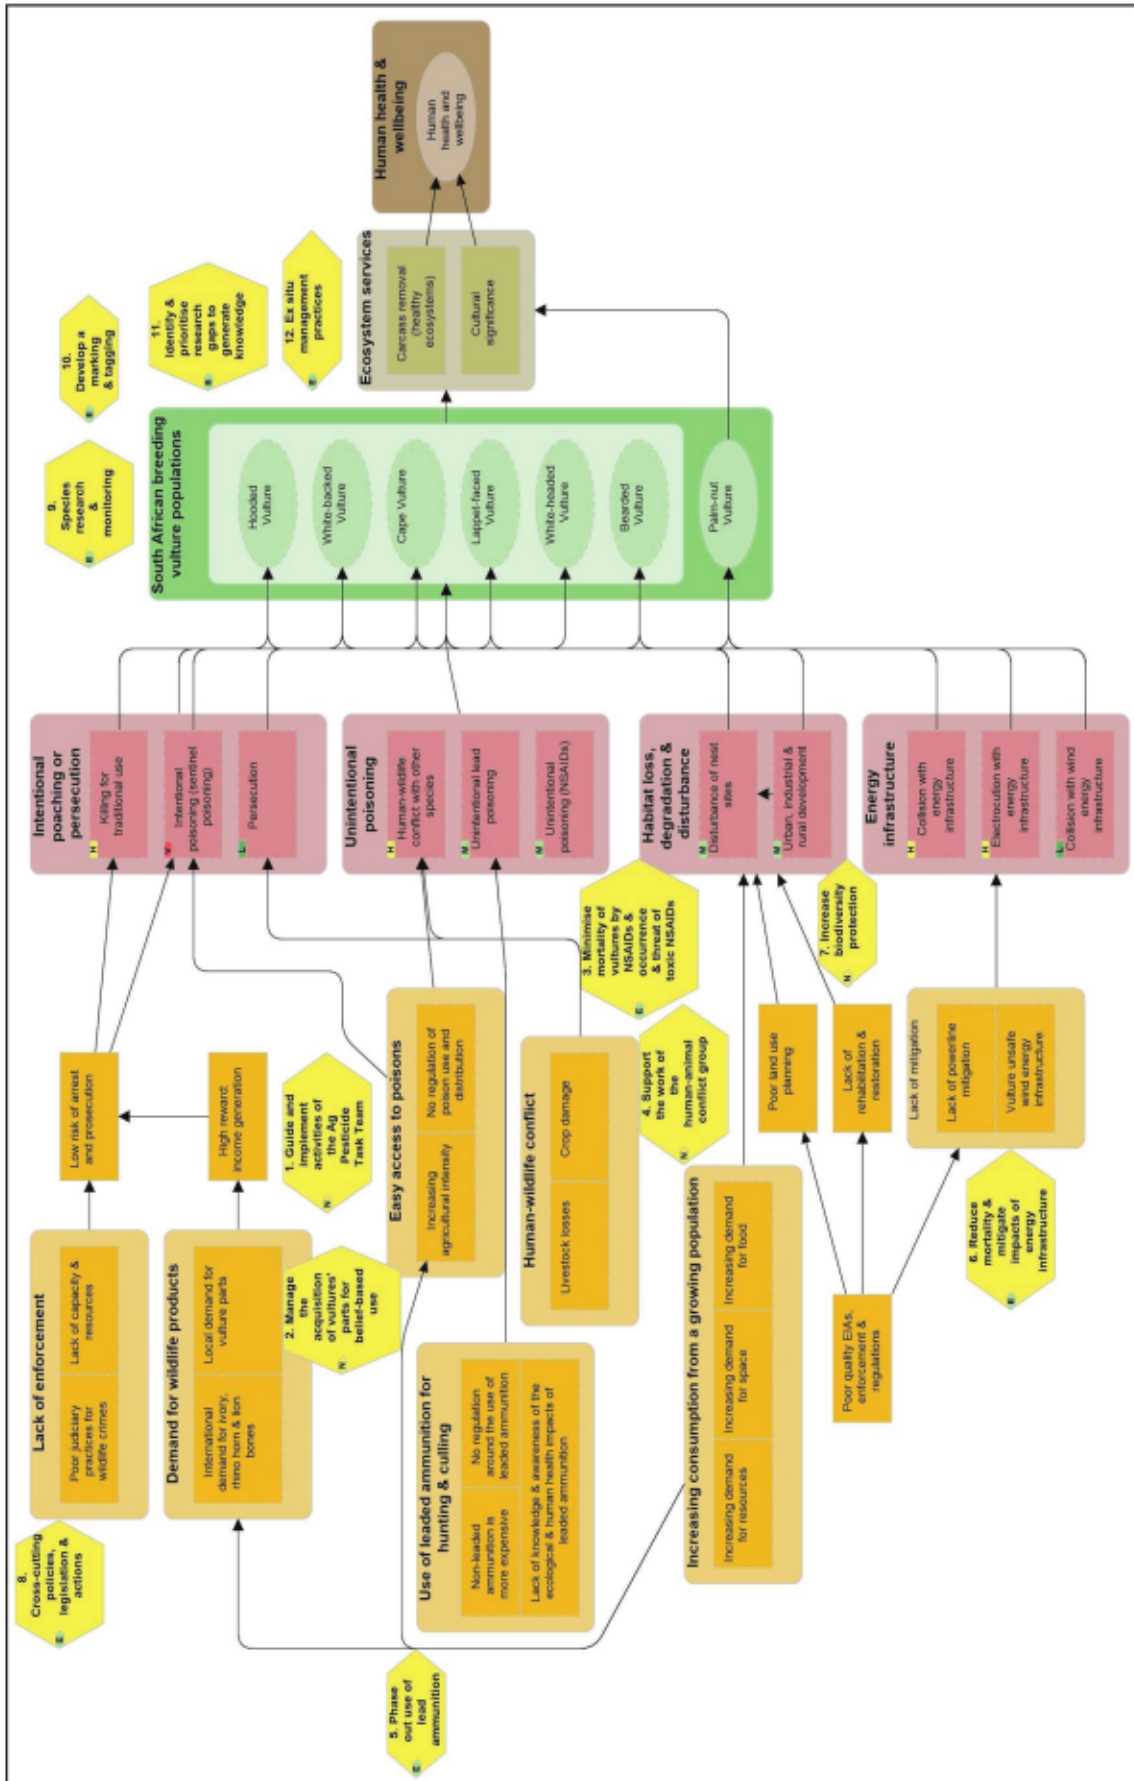 8.
Cross-cutting
policies,
legislation &
actions
E
Lack of enforcement
Poor judiciary
practices for
wildlife crimes
Lack of capacity &
resources
Low risk of arrest
and prosecution
Demand for wildlife products
International
demand for ivory,
rhino horn & lion
bones
Local demand for
vulture parts
High reward:
income generation
2. Manage
the
acquisition
of vultures'
parts for
belief-based
use
N
1. Guide and
implement
activities of
the Ag
Pesticide
Task Team
N
5. Phase
out use of
lead
ammunition
E
Use of leaded ammunition for
hunting & culling
Non-leaded
ammunition is
more expensive
No regulation
around the use of
leaded ammunition
Lack of knowledge & awareness of the
ecological & human health impacts of
leaded ammunition
Easy access to poisons
Increasing
agricultural intensity
No regulation of
poison use and
distribution
Human-wildlife conflict
Livestock losses
Crop damage
3. Minimise
mortality of
vultures by
NSAIDs &
occurrence
& threat of
toxic NSAIDs
E
4. Support
the work of
the
human-animal
conflict group
N
Increasing consumption from a growing population
Increasing demand
for resources
Increasing demand
for space
Increasing demand
for food
Poor quality EIAs,
enforcement &
regulations
Poor land use
planning
Lack of
rehabilitation &
restoration
7. Increase
biodiversity
protection
N
6. Reduce
mortality &
mitigate
impacts of
energy
infrastructure
E
Lack of mitigation
Lack of powerline
mitigation
Vulture unsafe
wind energy
infrastructure
Intentional
poaching or
persecution
H
Killing for
traditional use
V
Intentional
poisoning (sentinel
poisoning)
L
Persecution
Unintentional
poisoning
H
Human-wildlife
conflict with other
species
M
Unintentional lead
poisoning
M
Unintentional
poisoning (NSAIDs)
Habitat loss,
degradation &
disturbance
M
Disturbance of nest
sites
M
Urban, industrial &
rural development
Energy
infrastructure
H
Collision with
energy
infrastructure
H
Electrocution with
energy
infrastructure
L
Collision with wind
energy
infrastructure
9.
Species
research
&
monitoring
E
10.
Develop a
marking
& tagging
E
11.
Identify &
prioritise
research
gaps to
generate
knowledge
E
12. Ex situ
management
practices
E
South African breeding
vulture populations
Hooded
Vulture
White-backed
Vulture
Cape Vulture
Lappet-faced
Vulture
White-headed
Vulture
Bearded
Vulture
Palm-nut
Vulture
Ecosystem services
Carcass removal
(healthy
ecosystems)
Cultural
significance
Human health &
wellbeing
Human
health and
wellbeing